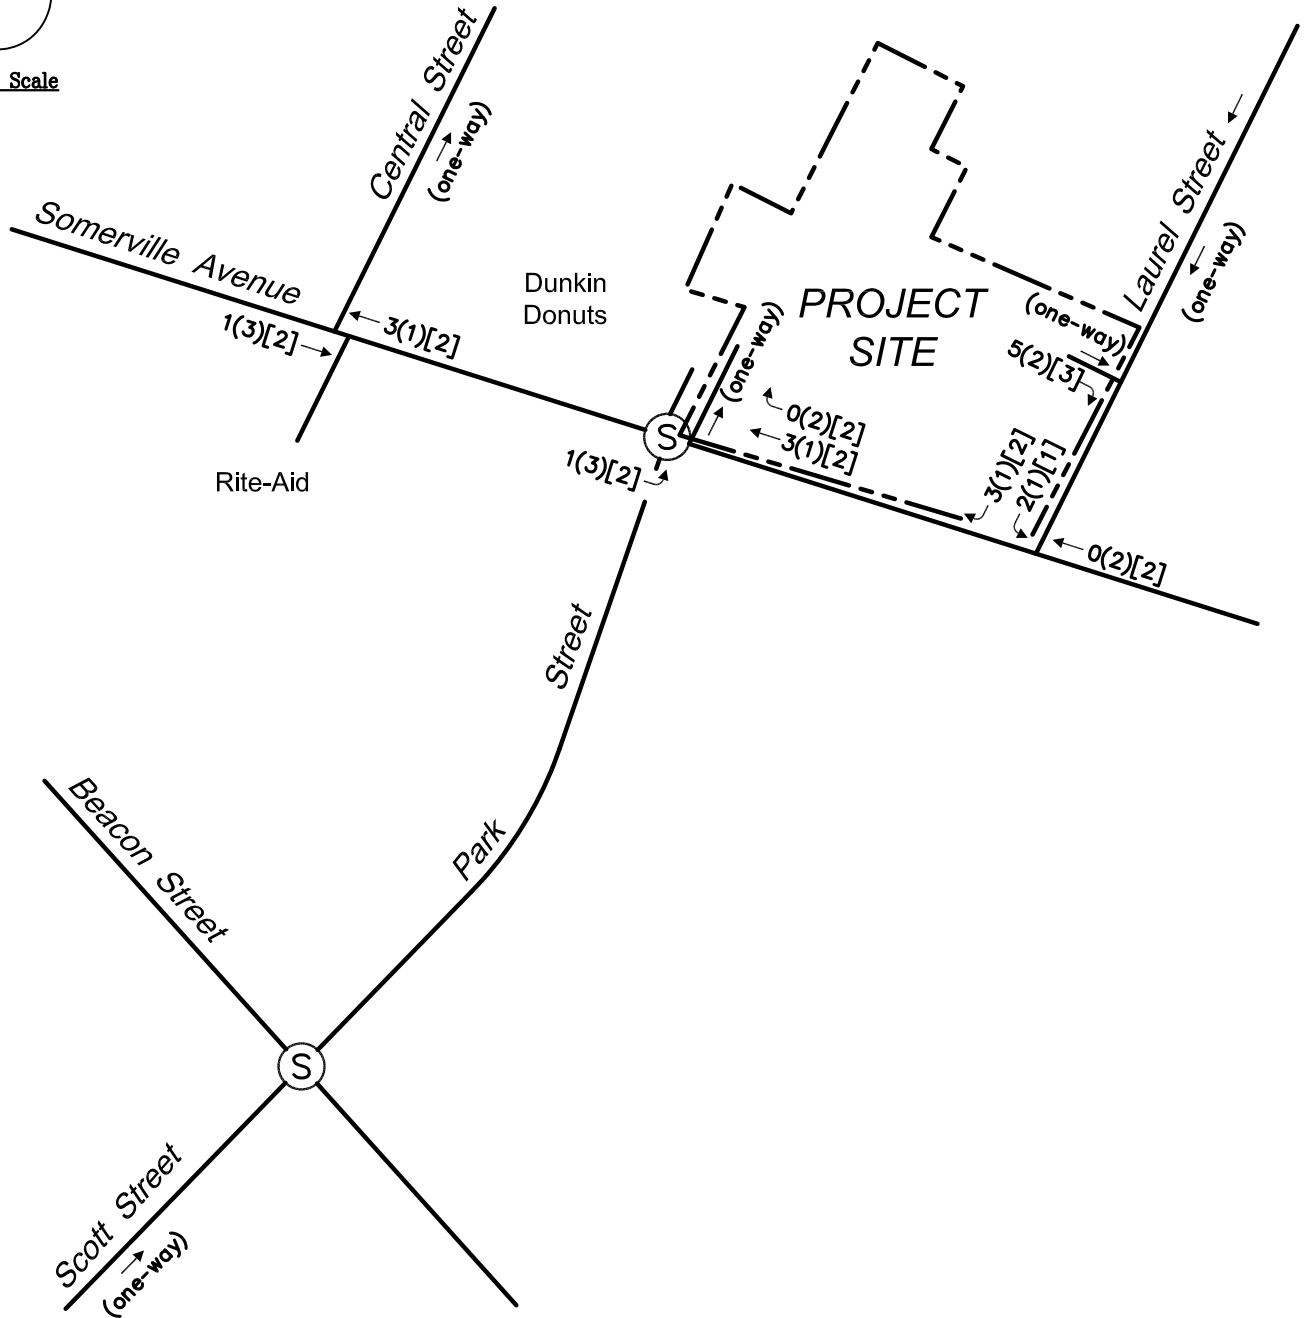 Scale
Central Street
(one-way)
Somerville Avenue
1(3)[2]
3(1)[2]
Dunkin
Donuts
Rite-Aid
PROJECT
SITE
(one-way)
Laurel Street
(one-way)
(one-way)
5(2)[3]
0(2)[2]
3(1)[2]
S
1(3)[2]
3(1)[2]
2(1)[1]
0(2)[2]
Park Street
Beacon Street
S
Scott Street
(one-way)